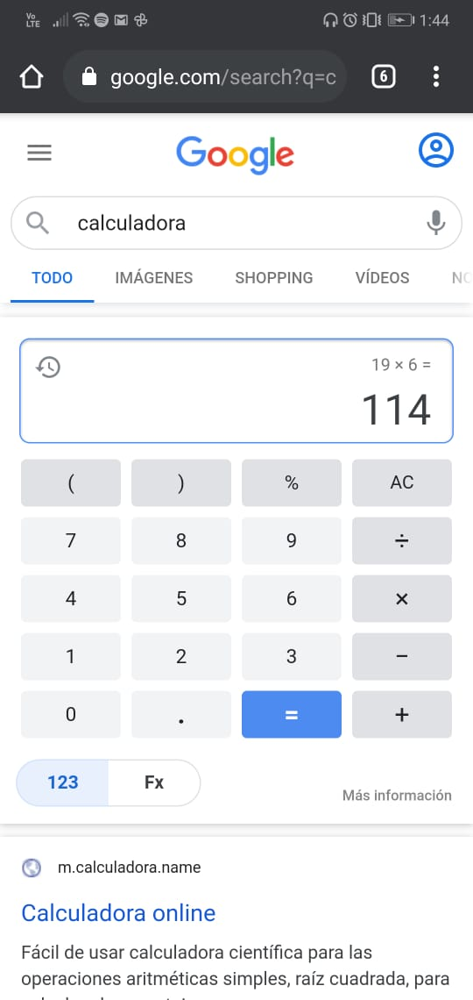 Vo LTE 1:44
google.com/search?q=c 6
Google
calculadora
TODO IMÁGENES SHOPPING VÍDEOS NO
19 × 6 =
114
( ) % AC
7 8 9 ÷
4 5 6 ×
1 2 3 −
0 . = +
123 Fx
Más información
m.calculadora.name
Calculadora online
Fácil de usar calculadora científica para las
operaciones aritméticas simples, raíz cuadrada, para